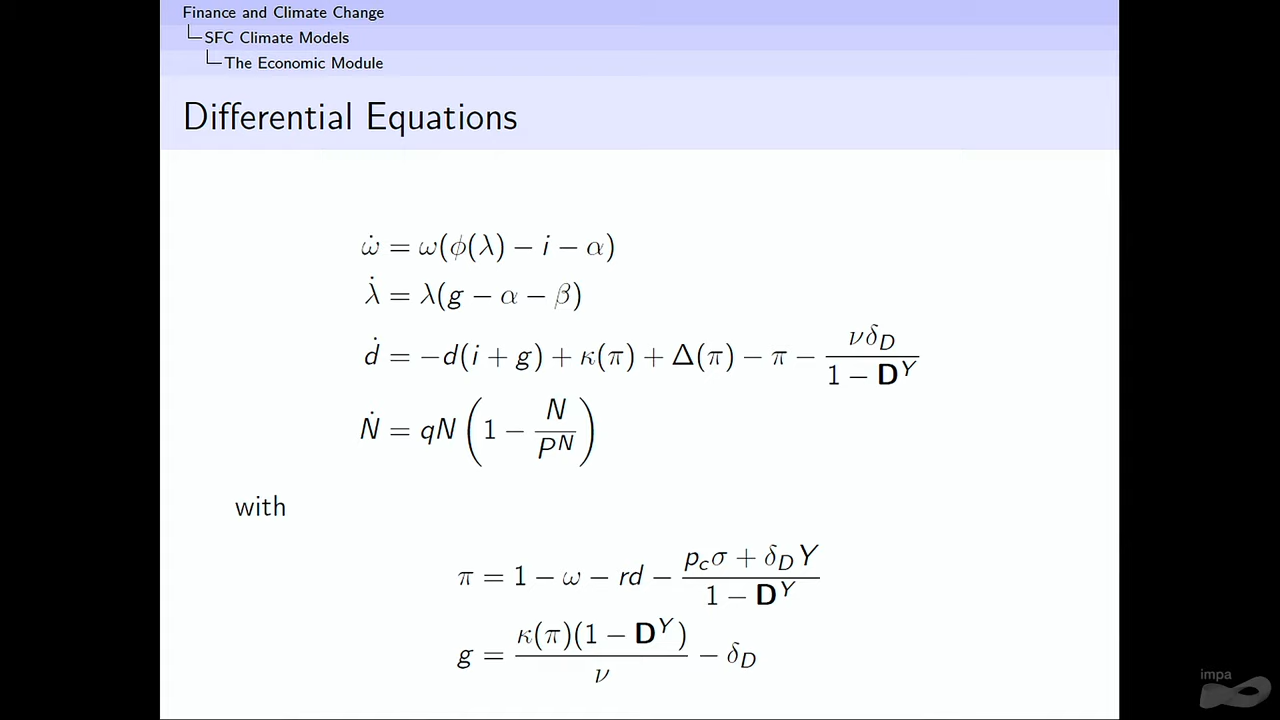 Finance and Climate Change
SFC Climate Models
The Economic Module
Differential Equations
ω̇ = ω(ϕ(λ) − i − α)
λ̇ = λ(g − α − β)
ḋ = −d(i + g) + κ(π) + Δ(π) − π − νδ_D / (1 − 𝐃^Y)
Ṅ = qN (1 − N / P^N)
with
π = 1 − ω − rd − (p_cσ + δ_D Y) / (1 − 𝐃^Y)
g = κ(π)(1 − 𝐃^Y) / ν − δ_D
impa